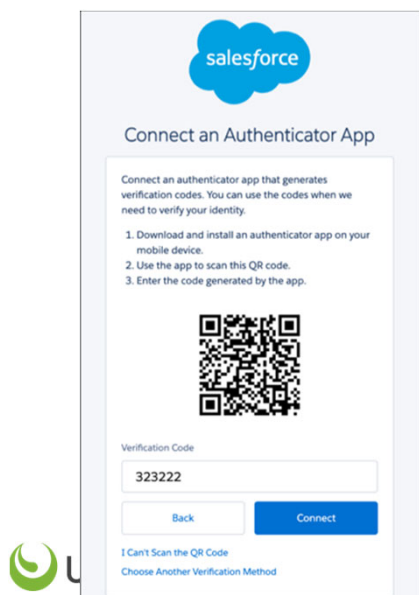 salesforce
Connect an Authenticator App
Connect an authenticator app that generates
verification codes. You can use the codes when we
need to verify your identity.
1. Download and install an authenticator app on your
mobile device.
2. Use the app to scan this QR code.
3. Enter the code generated by the app.
Verification Code
323222
Back
Connect
I Can't Scan the QR Code
Choose Another Verification Method